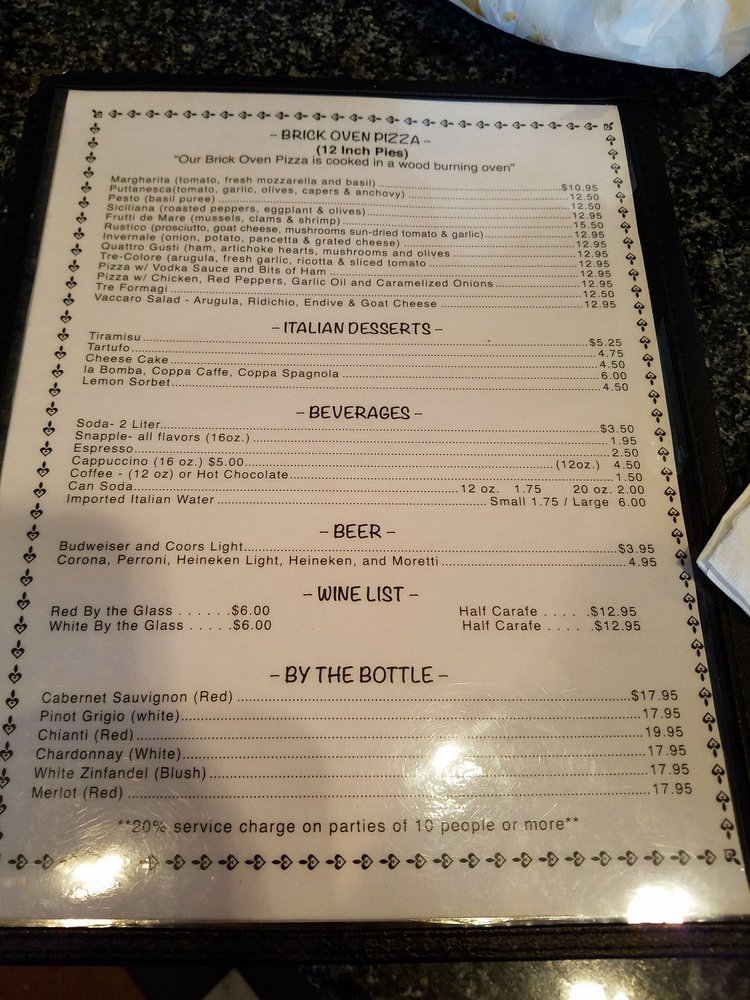 - BRICK OVEN PIZZA -
(12 Inch Pies)
"Our Brick Oven Pizza is cooked in a wood burning oven"
Margharita (tomato, fresh mozzarella and basil) $10.95
Puttanesca(tomato, garlic, olives, capers & anchovy) 12.50
Pesto (basil puree) 12.50
Siciliana (roasted peppers, eggplant & olives) 12.95
Frutti de Mare (mussels, clams & shrimp) 15.50
Rustico (prosciutto, goat cheese, mushrooms sun-dried tomato & garlic) 12.95
Invernale (onion, potato, pancetta & grated cheese) 12.95
Quattro Gusti (ham, artichoke hearts, mushrooms and olives 12.95
Tre-Colore (arugula, fresh garlic, ricotta & sliced tomato 12.95
Pizza w/ Vodka Sauce and Bits of Ham 12.95
Pizza w/ Chicken, Red Peppers, Garlic Oil and Caramelized Onions 12.95
Tre Formagi 12.50
Vaccaro Salad - Arugula, Ridichio, Endive & Goat Cheese 12.95
- ITALIAN DESSERTS -
Tiramisu $5.25
Tartufo 4.75
Cheese Cake 4.50
la Bomba, Coppa Caffe, Coppa Spagnola 6.00
Lemon Sorbet 4.50
- BEVERAGES -
Soda- 2 Liter $3.50
Snapple- all flavors (16oz.) 1.95
Espresso 2.50
Cappuccino (16 oz.) $5.00 (12oz.) 4.50
Coffee - (12 oz) or Hot Chocolate 1.50
Can Soda 12 oz. 1.75 20 oz. 2.00
Imported Italian Water Small 1.75 / Large 6.00
- BEER -
Budweiser and Coors Light $3.95
Corona, Perroni, Heineken Light, Heineken, and Moretti 4.95
- WINE LIST -
Red By the Glass . . . . . .$6.00 Half Carafe . . . . .$12.95
White By the Glass . . . . .$6.00 Half Carafe . . . . .$12.95
- BY THE BOTTLE -
Cabernet Sauvignon (Red) $17.95
Pinot Grigio (white) 17.95
Chianti (Red) 19.95
Chardonnay (White) 17.95
White Zinfandel (Blush) 17.95
Merlot (Red) 17.95
**20% service charge on parties of 10 people or more**